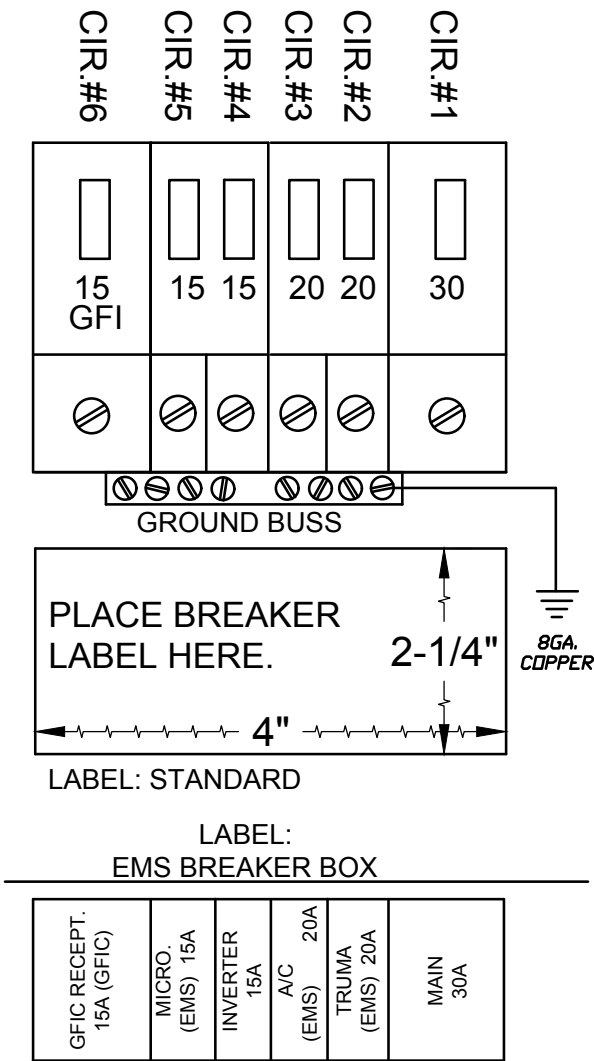 CIR.#6
CIR.#5
CIR.#4
CIR.#3
CIR.#2
CIR.#1
15
GFI
15
15
20
20
30
GROUND BUSS
PLACE BREAKER
LABEL HERE.
2-1/4"
4"
8GA.
COPPER
LABEL: STANDARD
LABEL:
EMS BREAKER BOX
GFIC RECEPT.
15A (GFIC)
MICRO.
(EMS) 15A
INVERTER
15A
A/C
(EMS) 20A
TRUMA
(EMS) 20A
MAIN
30A